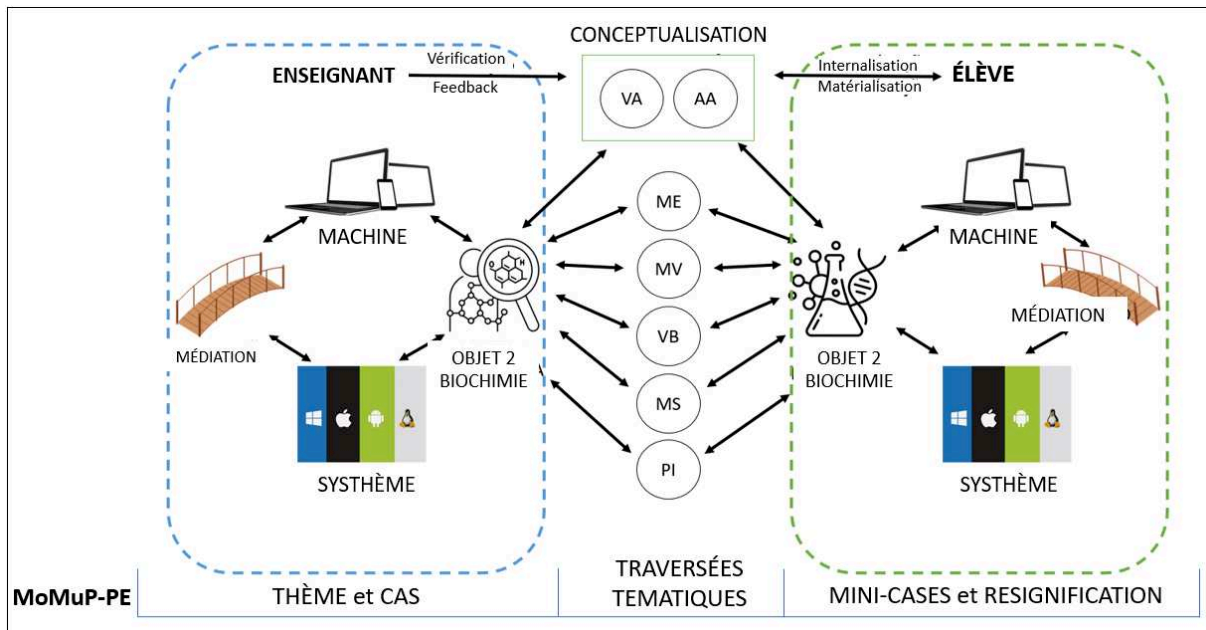 CONCEPTUALISATION
ENSEIGNANT
Vérification
Feedback
VA
AA
Internalisation
Matérialisation
ÉLÈVE
MACHINE
MÉDIATION
OBJET 2
BIOCHIMIE
SYSTHÈME
ME
MV
VB
MS
PI
MACHINE
MÉDIATION
OBJET 2
BIOCHIMIE
SYSTHÈME
MoMuP-PE
THÈME et CAS
TRAVERSÉES
TEMATIQUES
MINI-CASES et RESIGNIFICATION